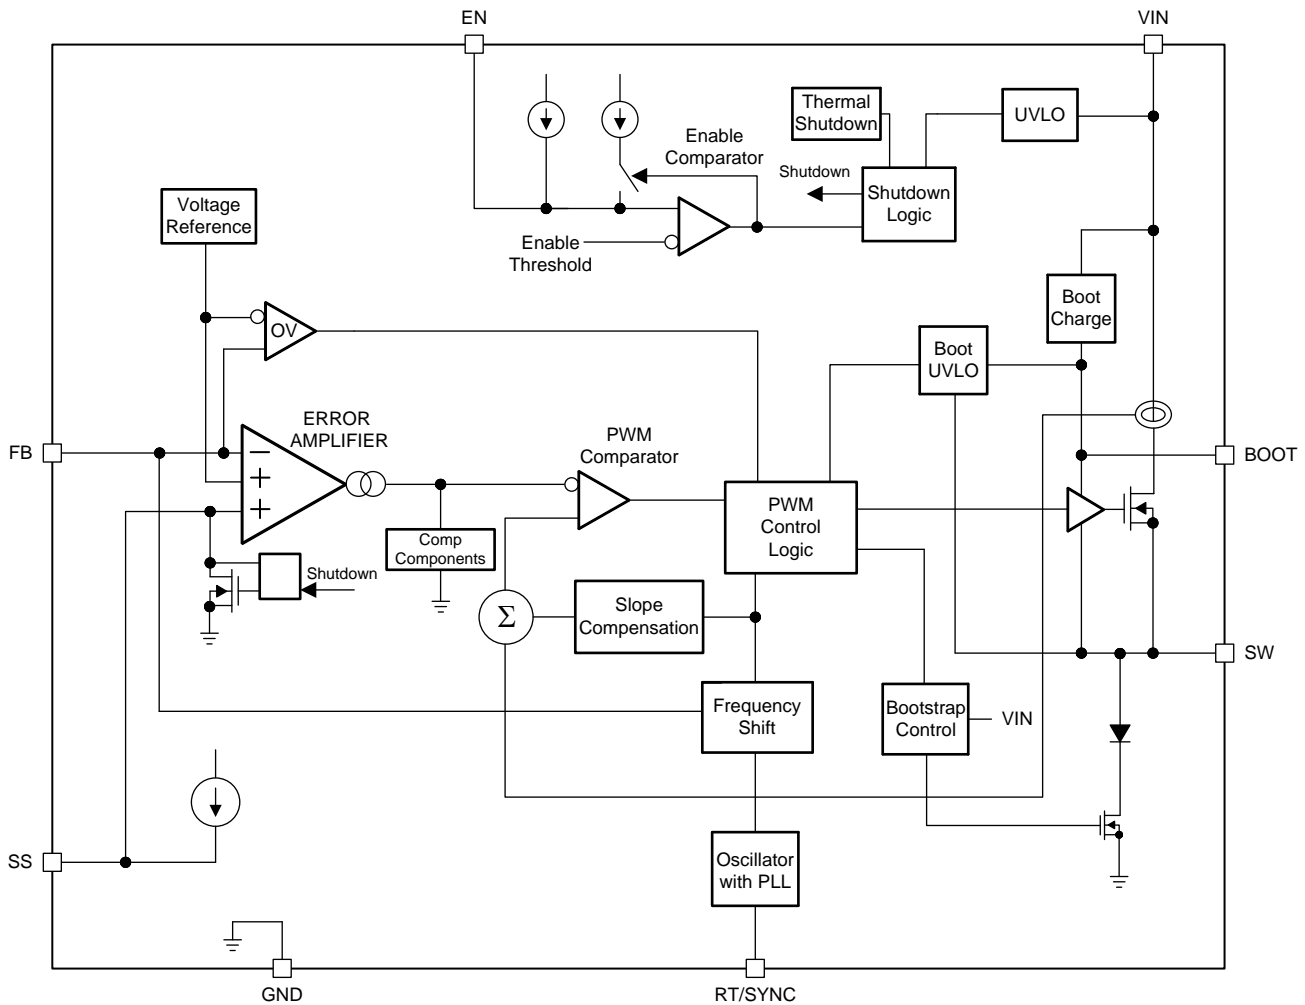 EN
VIN
Thermal
Shutdown
UVLO
Enable
Comparator
Shutdown
Shutdown
Logic
Voltage
Reference
Enable
Threshold
Boot
Charge
OV
Boot
UVLO
ERROR
AMPLIFIER
PWM
Comparator
FB
BOOT
−
+
+
PWM
Control
Logic
Comp
Components
Shutdown
Σ
Slope
Compensation
SW
Frequency
Shift
Bootstrap
Control
VIN
SS
Oscillator
with PLL
GND
RT/SYNC